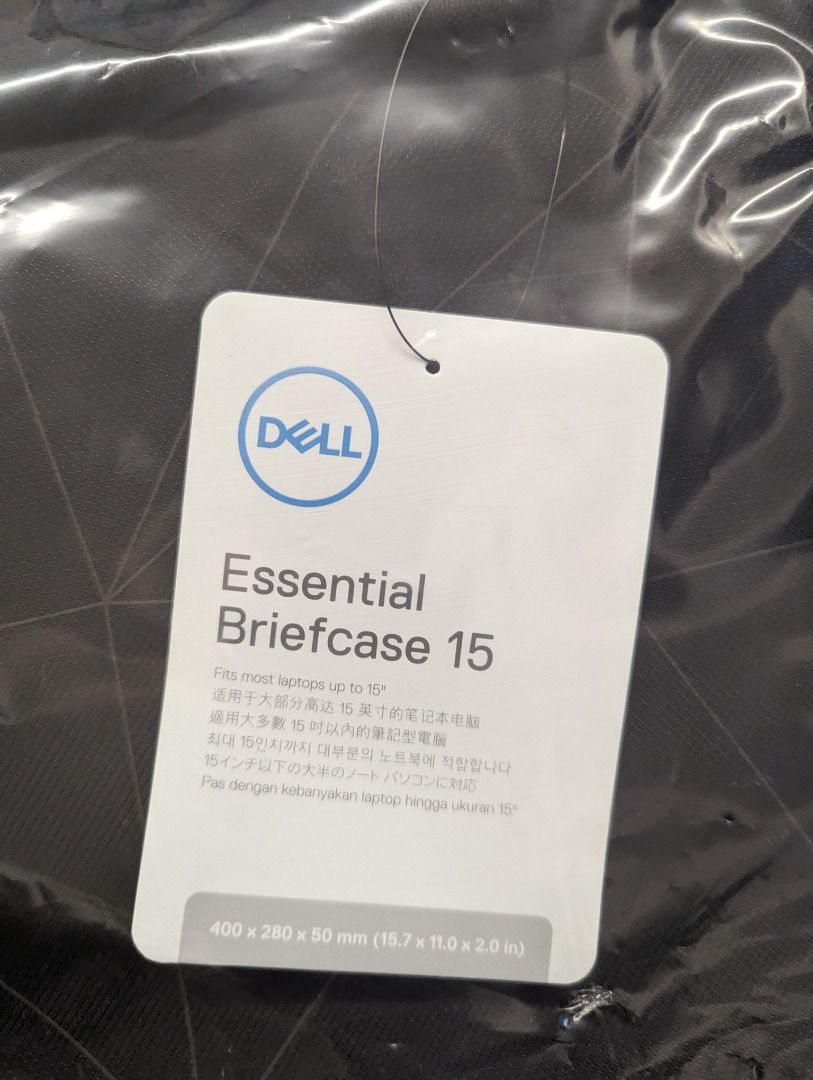 DELL
Essential
Briefcase 15
Fits most laptops up to 15"
适用于大部分高达 15 英寸的笔记本电脑
適用大多數 15 吋以內的筆記型電腦
최대 15인치까지 대부분의 노트북에 적합합니다
15インチ以下の大半のノート パソコンに対応
Pas dengan kebanyakan laptop hingga ukuran 15"
400 x 280 x 50 mm (15.7 x 11.0 x 2.0 in)